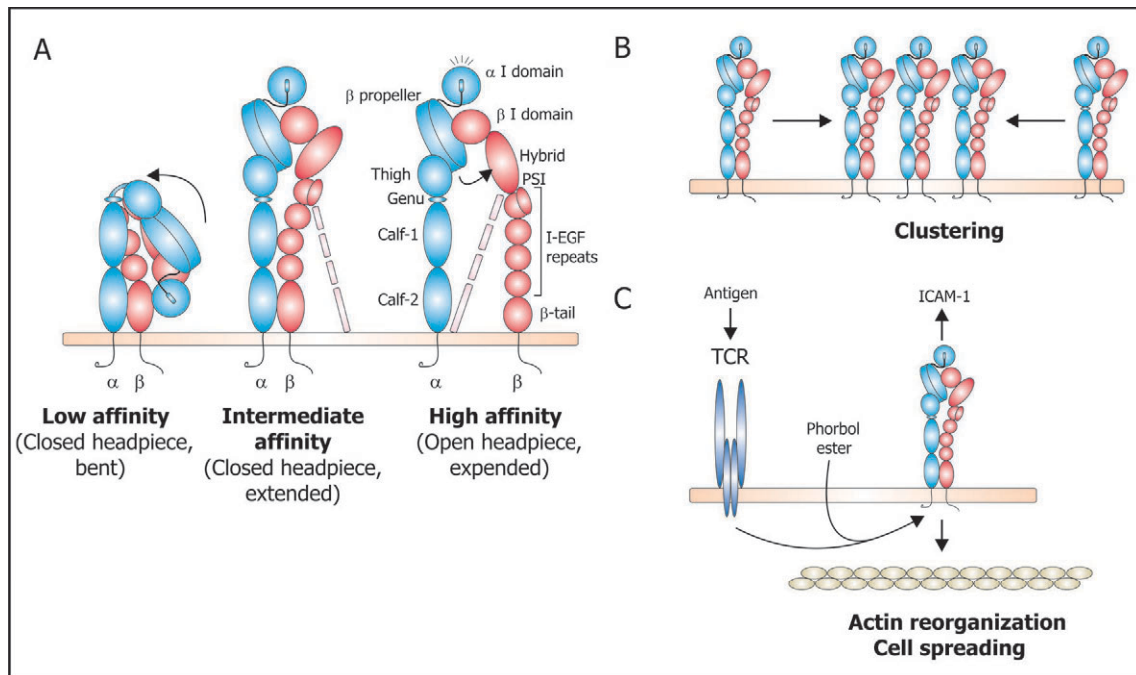 A
α I domain
β propeller
β I domain
Hybrid
Thigh
PSI
Genu
Calf-1
I-EGF
repeats
Calf-2
β-tail
α β
α β
α
β
Low affinity
(Closed headpiece,
bent)
Intermediate
affinity
(Closed headpiece,
extended)
High affinity
(Open headpiece,
expended)
B
Clustering
C
Antigen
ICAM-1
TCR
Phorbol
ester
Actin reorganization
Cell spreading